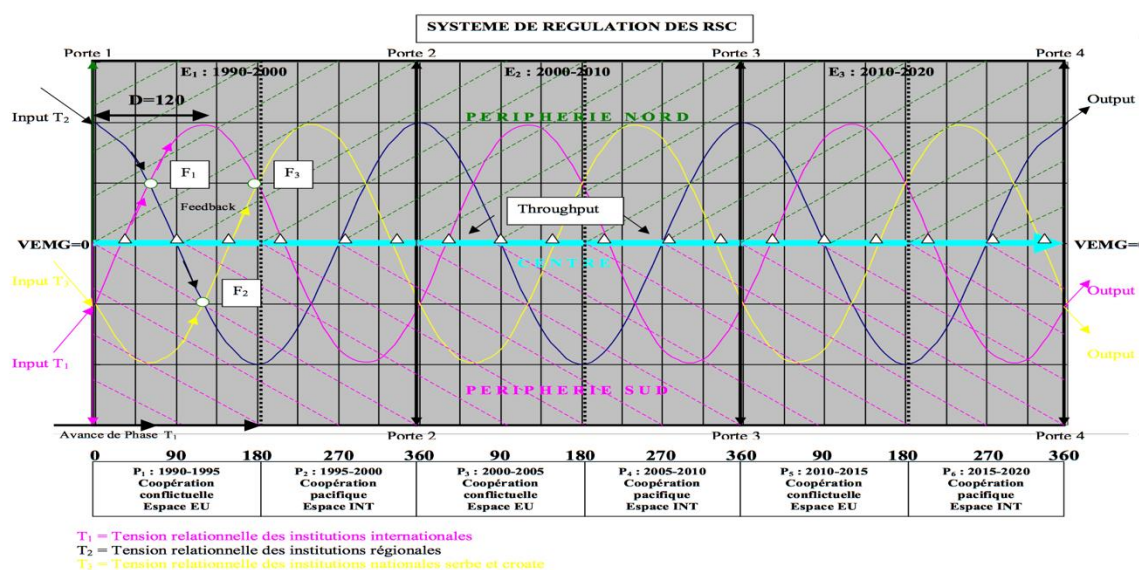 SYSTEME DE REGULATION DES RSC
Porte 1 Porte 2 Porte 3 Porte 4
E₁ : 1990-2000 E₂ : 2000-2010 E₃ : 2010-2020
D=120
Input T₂
PERIPHERIE NORD
Output
F₁ F₃
Feedback
Throughput
VEMG=0 VEMG=0
CENTRE
Input T₃
F₂
Output
Input T₁
Output
PERIPHERIE SUD
Avance de Phase T₁
Porte 2 Porte 3 Porte 4
0 90 180 270 360 90 180 270 360 90 180 270 360
P₁ : 1990-1995 P₂ : 1995-2000 P₃ : 2000-2005 P₄ : 2005-2010 P₅ : 2010-2015 P₆ : 2015-2020
Coopération Coopération Coopération Coopération Coopération Coopération
conflictuelle pacifique conflictuelle pacifique conflictuelle pacifique
Espace EU Espace INT Espace EU Espace INT Espace EU Espace INT
T₁ = Tension relationnelle des institutions internationales
T₂ = Tension relationnelle des institutions régionales
T₃ = Tension relationnelle des institutions nationales serbe et croate